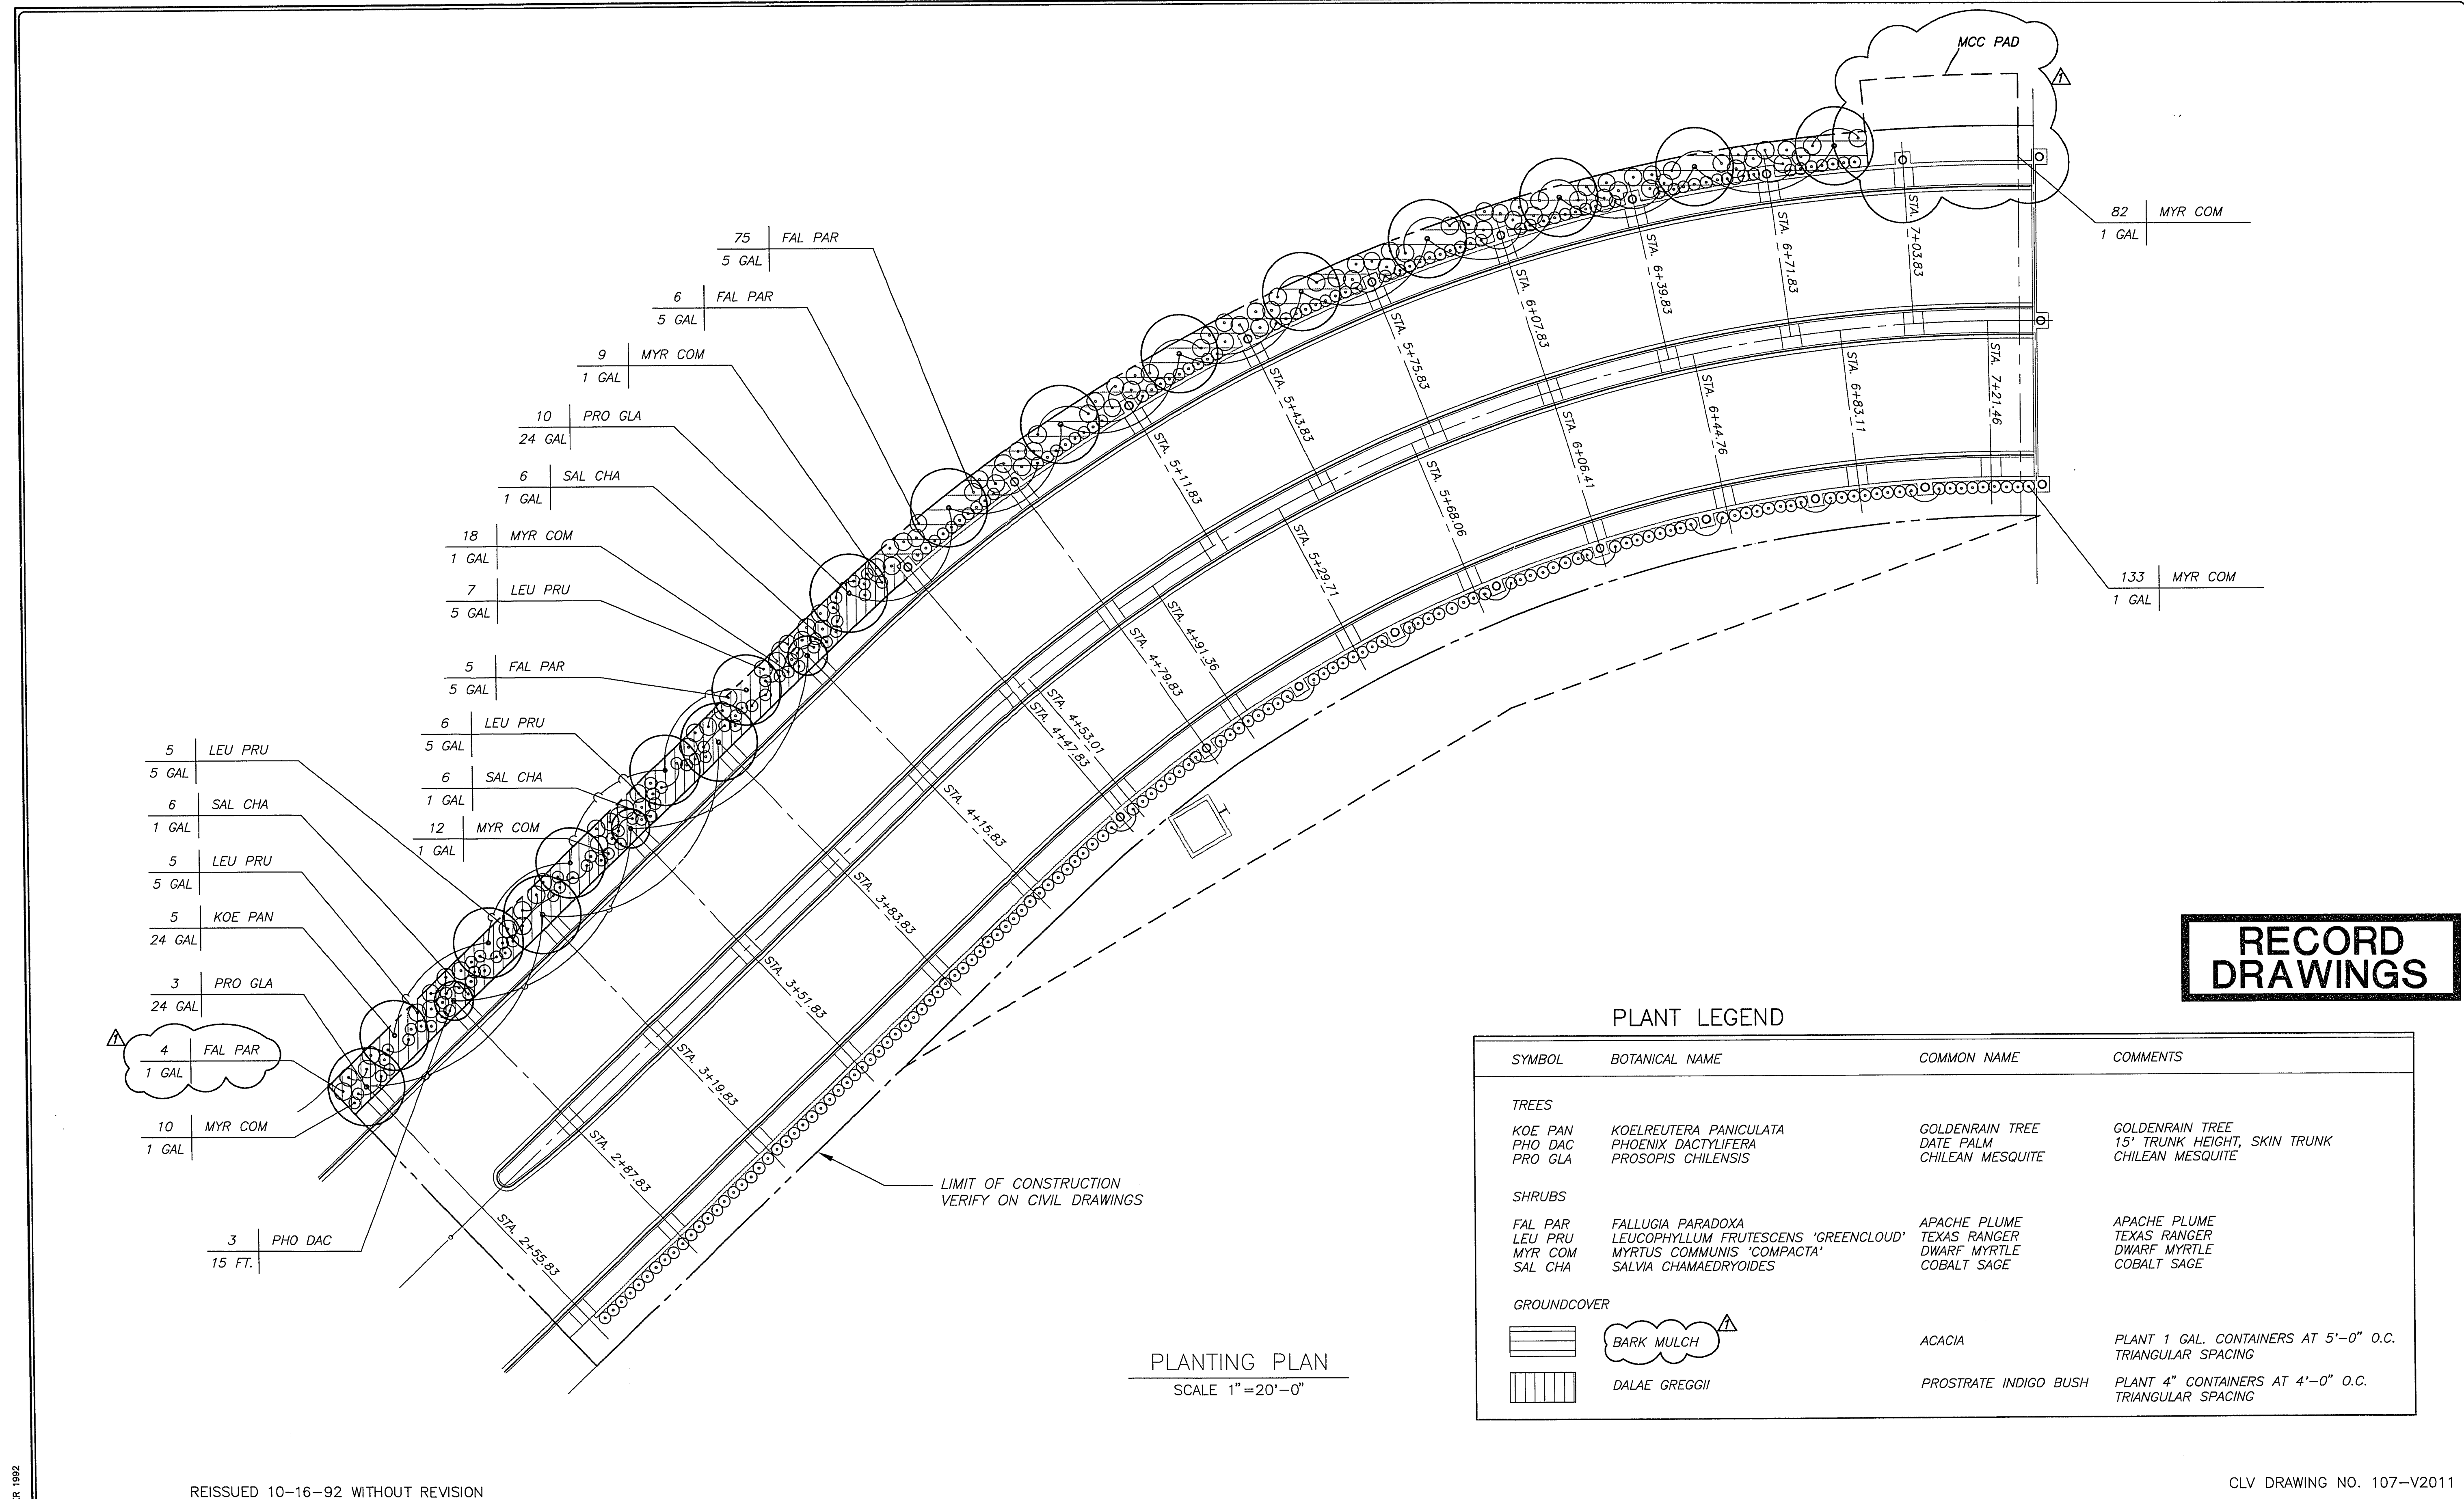 MCC PAD
1
82 MYR COM
1 GAL
75 FAL PAR
5 GAL
6 FAL PAR
5 GAL
9 MYR COM
1 GAL
10 PRO GLA
24 GAL
6 SAL CHA
1 GAL
18 MYR COM
1 GAL
7 LEU PRU
5 GAL
5 FAL PAR
5 GAL
6 LEU PRU
5 GAL
6 SAL CHA
1 GAL
12 MYR COM
1 GAL
5 LEU PRU
5 GAL
6 SAL CHA
1 GAL
5 LEU PRU
5 GAL
5 KOE PAN
24 GAL
3 PRO GLA
24 GAL
1
4 FAL PAR
1 GAL
10 MYR COM
1 GAL
3 PHO DAC
15 FT.
133 MYR COM
1 GAL
STA. 7+03.83
STA. 6+71.83
STA. 6+39.83
STA. 6+07.83
STA. 5+75.83
STA. 5+43.83
STA. 5+11.83
STA. 4+79.83
STA. 4+47.83
STA. 4+15.83
STA. 3+83.83
STA. 3+51.83
STA. 3+19.83
STA. 2+87.83
STA. 2+55.83
STA. 7+21.46
STA. 6+83.11
STA. 6+44.76
STA. 6+06.41
STA. 5+68.06
STA. 5+29.71
STA. 4+91.36
STA. 4+53.01
LIMIT OF CONSTRUCTION
VERIFY ON CIVIL DRAWINGS
RECORD
DRAWINGS
PLANTING PLAN
SCALE 1"=20'-0"
PLANT LEGEND
SYMBOL BOTANICAL NAME COMMON NAME COMMENTS
TREES
KOE PAN KOELREUTERA PANICULATA GOLDENRAIN TREE GOLDENRAIN TREE
PHO DAC PHOENIX DACTYLIFERA DATE PALM 15' TRUNK HEIGHT, SKIN TRUNK
PRO GLA PROSOPIS CHILENSIS CHILEAN MESQUITE CHILEAN MESQUITE
SHRUBS
FAL PAR FALLUGIA PARADOXA APACHE PLUME APACHE PLUME
LEU PRU LEUCOPHYLLUM FRUTESCENS 'GREENCLOUD' TEXAS RANGER TEXAS RANGER
MYR COM MYRTUS COMMUNIS 'COMPACTA' DWARF MYRTLE DWARF MYRTLE
SAL CHA SALVIA CHAMAEDRYOIDES COBALT SAGE COBALT SAGE
GROUNDCOVER
1
BARK MULCH ACACIA PLANT 1 GAL. CONTAINERS AT 5'-0" O.C.
TRIANGULAR SPACING
DALAE GREGGII PROSTRATE INDIGO BUSH PLANT 4" CONTAINERS AT 4'-0" O.C.
TRIANGULAR SPACING
REISSUED 10-16-92 WITHOUT REVISION
CLV DRAWING NO. 107-V2011
1992